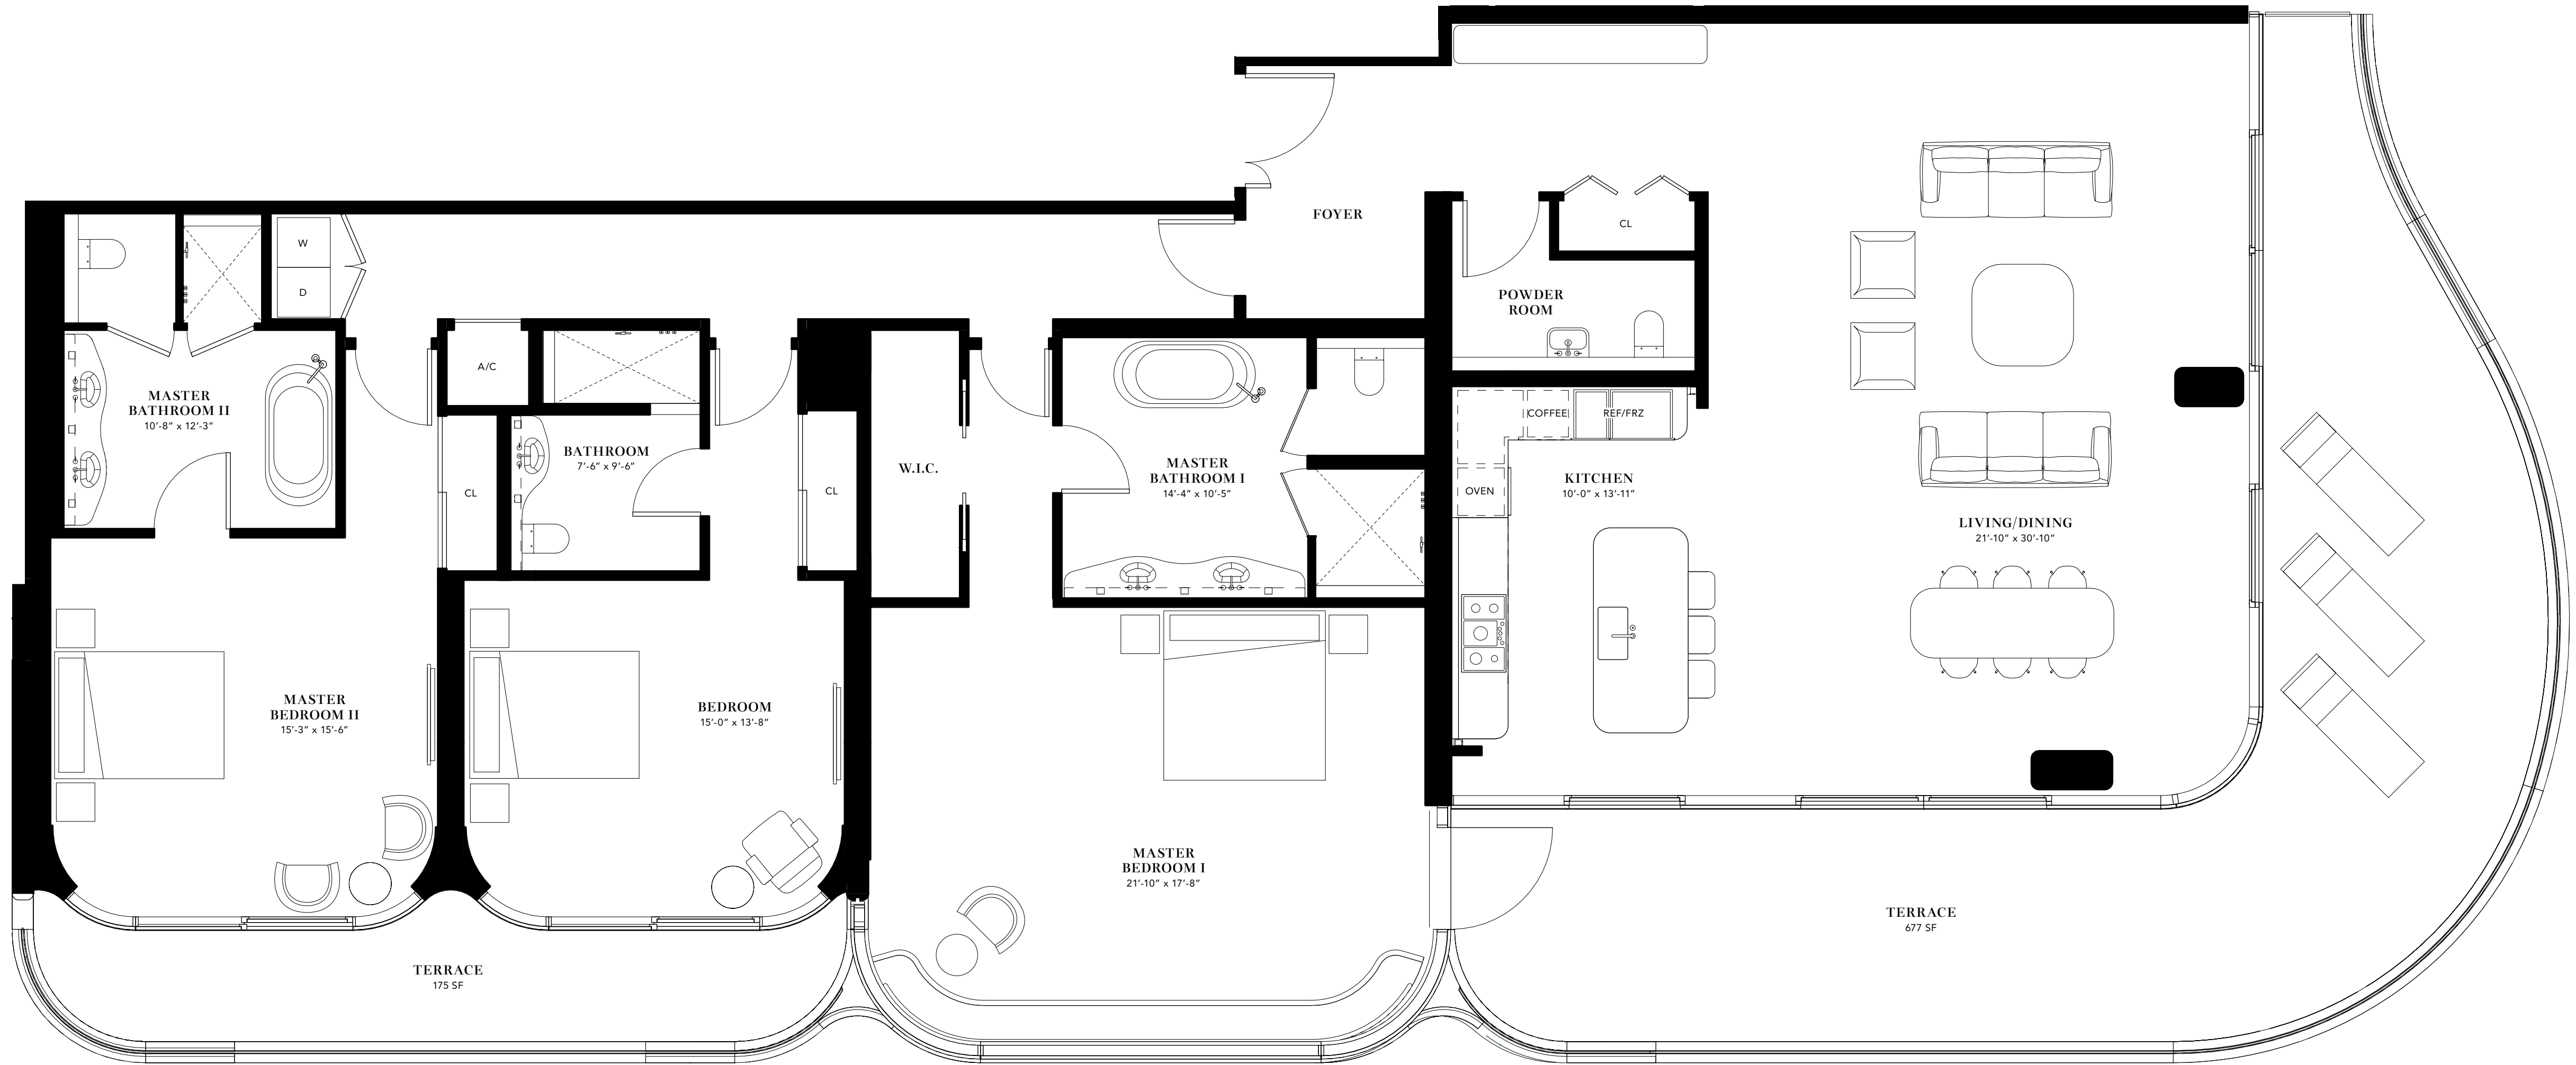 FOYER
W
D
CL
POWDER
ROOM
A/C
MASTER
BATHROOM II
10'-8" x 12'-3"
COFFEE
REF/FRZ
BATHROOM
7'-6" x 9'-6"
W.I.C.
MASTER
BATHROOM I
14'-4" x 10'-5"
KITCHEN
10'-0" x 13'-11"
CL
CL
OVEN
LIVING/DINING
21'-10" x 30'-10"
MASTER
BEDROOM II
15'-3" x 15'-6"
BEDROOM
15'-0" x 13'-8"
MASTER
BEDROOM I
21'-10" x 17'-8"
TERRACE
677 SF
TERRACE
175 SF